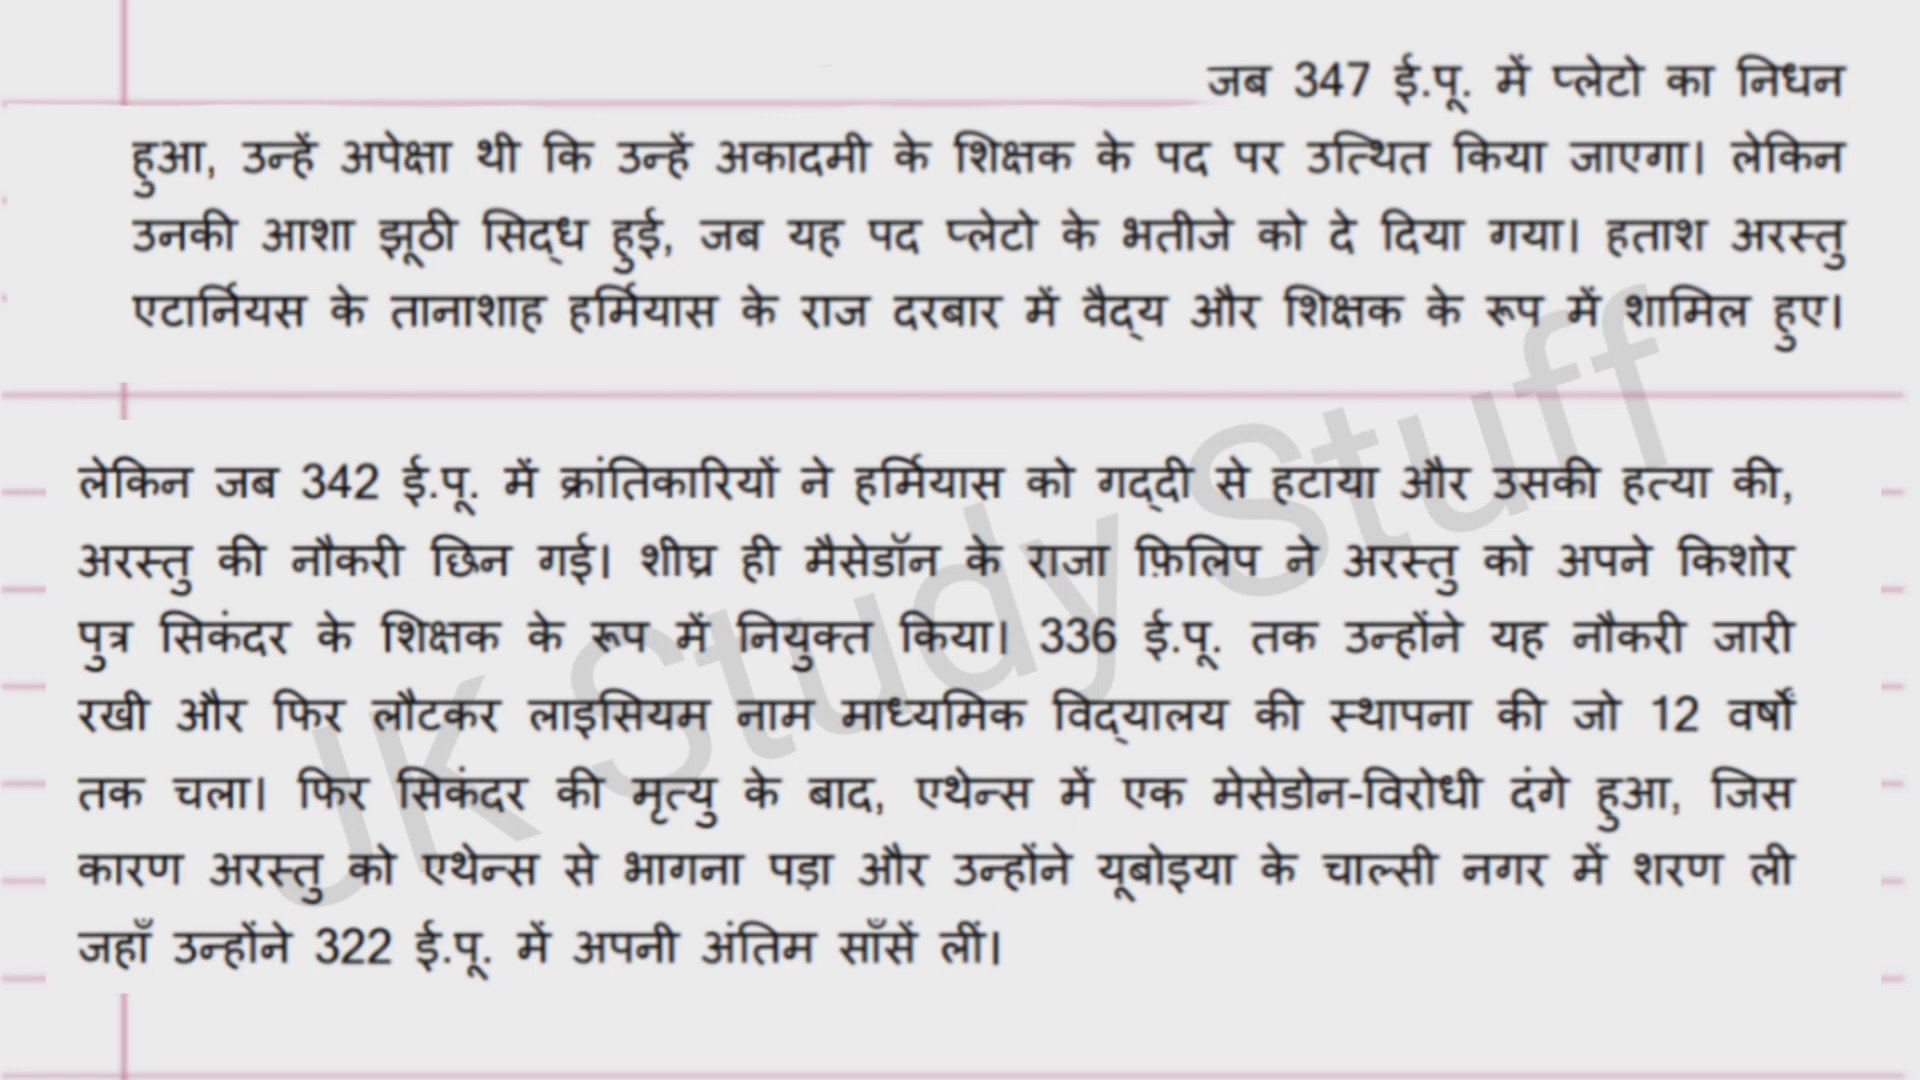 जब 347 ई.पू. में प्लेटो का निधन
हुआ, उन्हें अपेक्षा थी कि उन्हें अकादमी के शिक्षक के पद पर उत्थित किया जाएगा। लेकिन
उनकी आशा झूठी सिद्ध हुई, जब यह पद प्लेटो के भतीजे को दे दिया गया। हताश अरस्तु
एटार्नियस के तानाशाह हर्मियास के राज दरबार में वैद्य और शिक्षक के रूप में शामिल हुए।
लेकिन जब 342 ई.पू. में क्रांतिकारियों ने हर्मियास को गद्दी से हटाया और उसकी हत्या की,
अरस्तु की नौकरी छिन गई। शीघ्र ही मैसेडॉन के राजा फ़िलिप ने अरस्तु को अपने किशोर
पुत्र सिकंदर के शिक्षक के रूप में नियुक्त किया। 336 ई.पू. तक उन्होंने यह नौकरी जारी
रखी और फिर लौटकर लाइसियम नाम माध्यमिक विद्यालय की स्थापना की जो 12 वर्षों
तक चला। फिर सिकंदर की मृत्यु के बाद, एथेन्स में एक मेसेडोन-विरोधी दंगे हुआ, जिस
कारण अरस्तु को एथेन्स से भागना पड़ा और उन्होंने यूबोइया के चाल्सी नगर में शरण ली
जहाँ उन्होंने 322 ई.पू. में अपनी अंतिम साँसें लीं।
JK Study Stuff